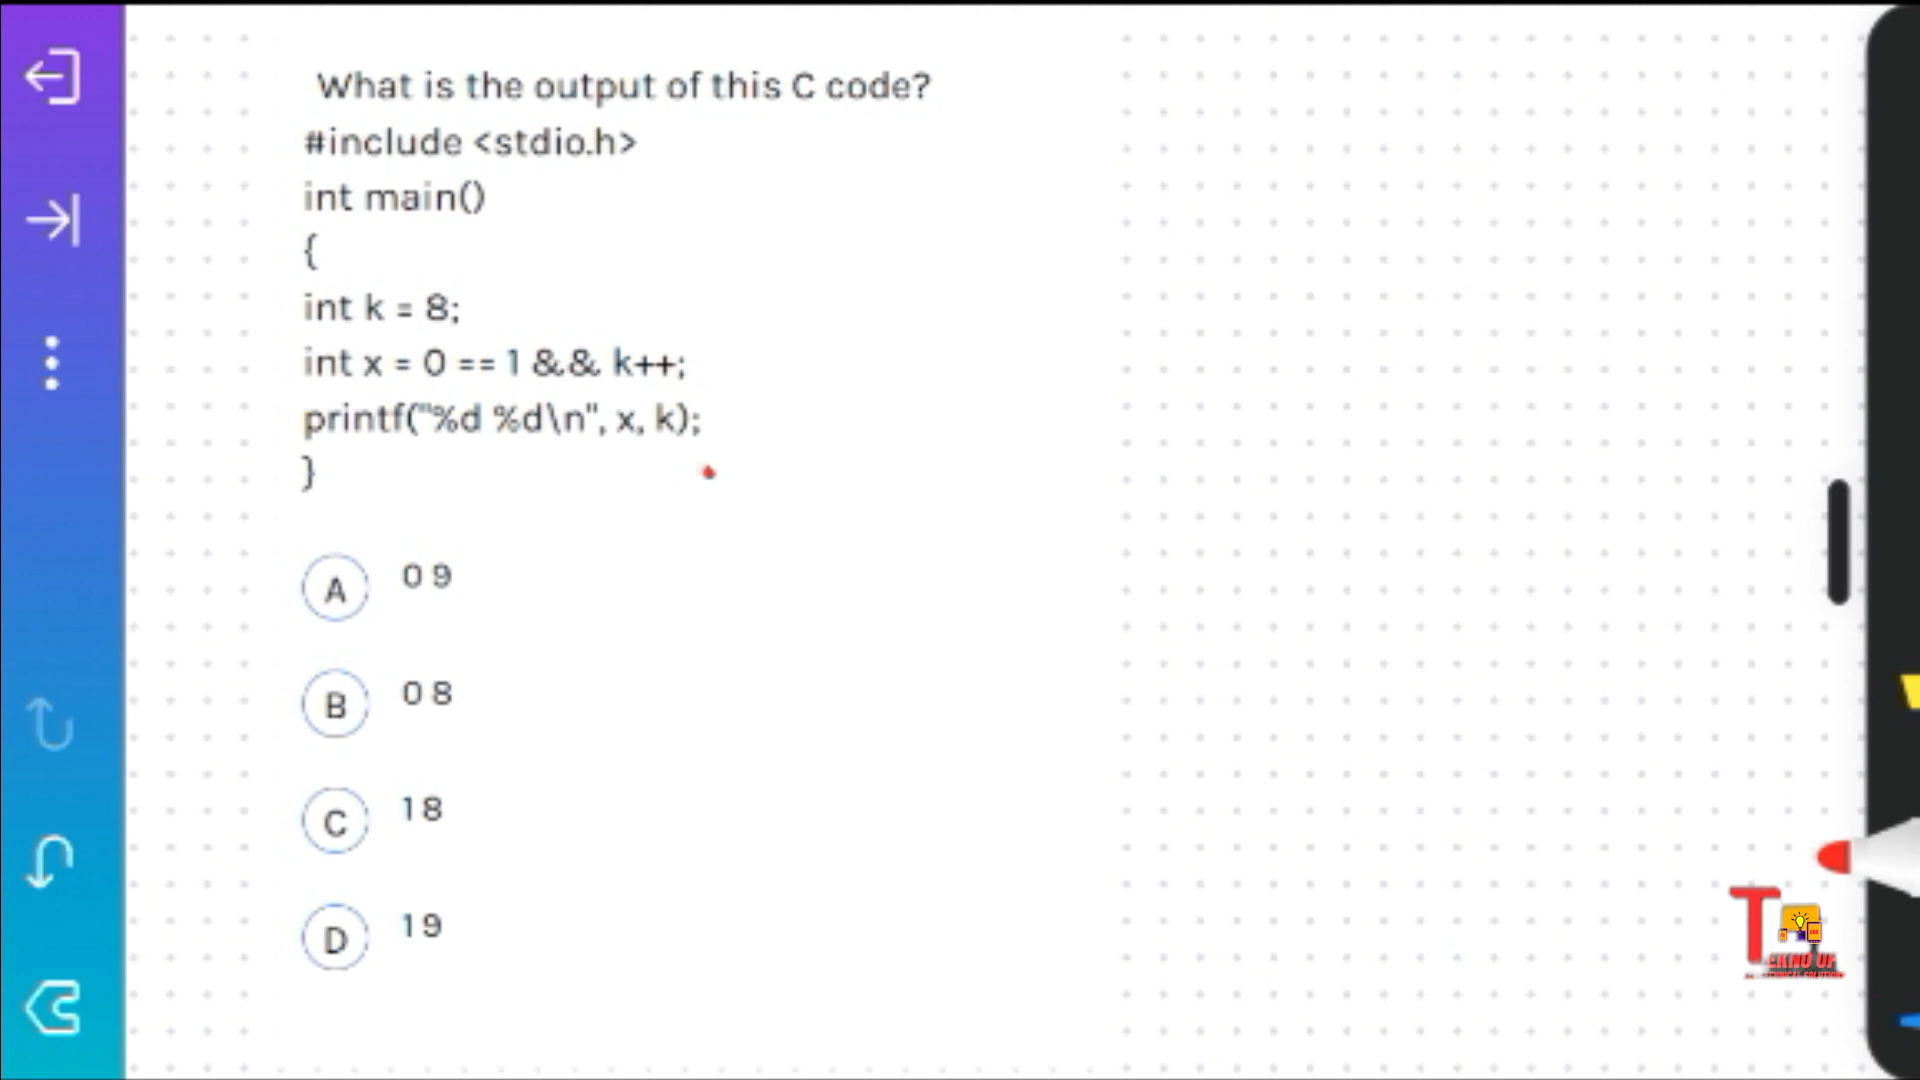 What is the output of this C code?
#include <stdio.h>
int main()
{
int k = 8;
int x = 0 == 1 && k++;
printf("%d %d\n", x, k);
}
A 0 9
B 0 8
C 1 8
D 1 9